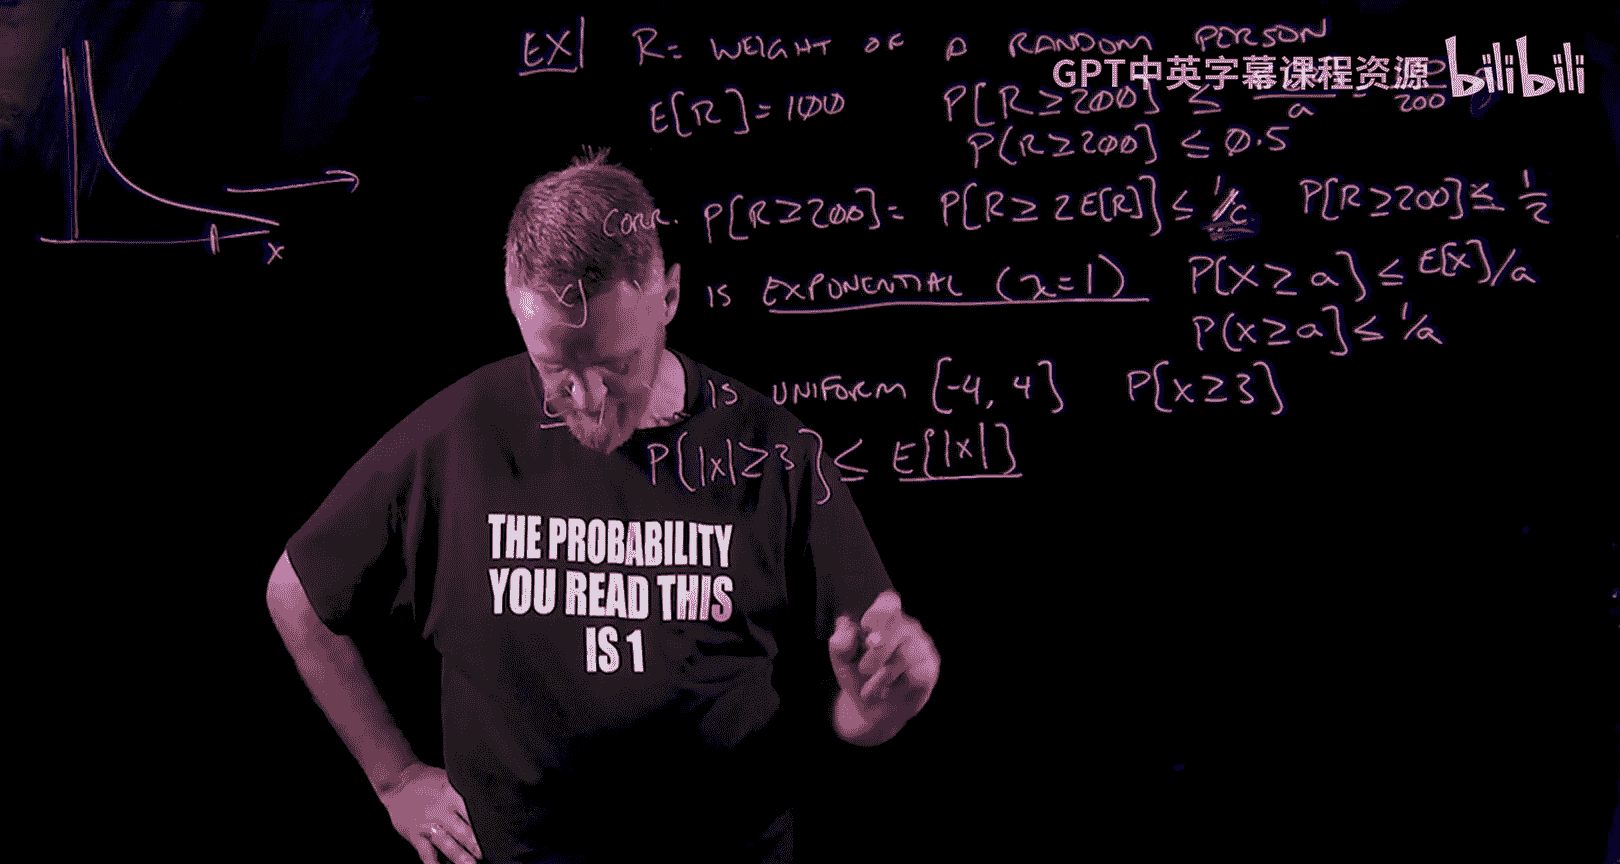 EX| R = WEIGHT OF A RANDOM PERSON
GPT中英字幕课程资源 bilibili
E[R] = 100 P[R ≥ 200] ≤ a 200
P[R ≥ 200] ≤ 0.5
CORR. P[R ≥ 200] = P[R ≥ 2E[R]] ≤ 1/c P[R ≥ 200] ≤ 1/2
IS EXPONENTIAL (λ=1) P[X ≥ a] ≤ E[X]/a
P[X ≥ a] ≤ 1/a
IS UNIFORM [-4, 4] P[X ≥ 3]
P[|X| ≥ 3] ≤ E[|X|]
x
THE PROBABILITY
YOU READ THIS
IS 1